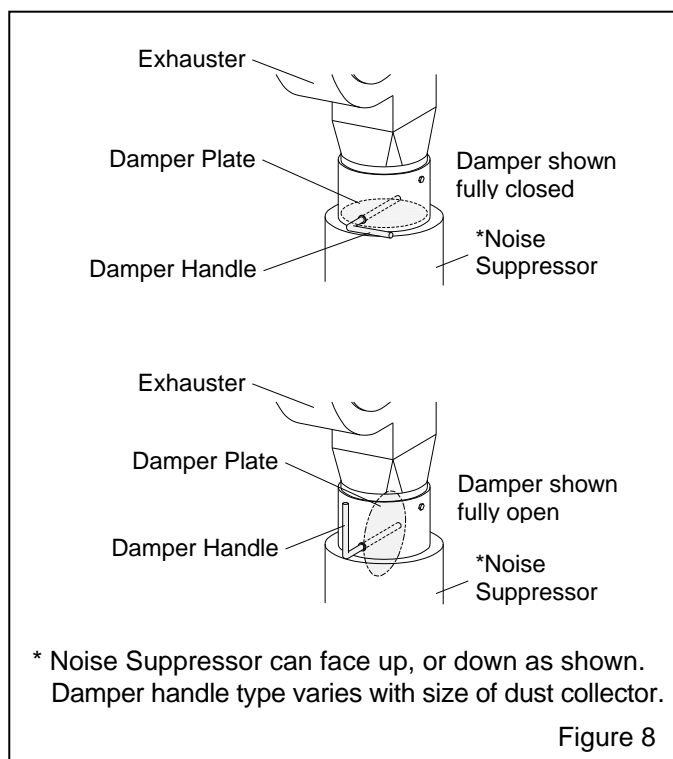 Exhauster
Damper Plate
Damper shown
fully closed
*Noise
Suppressor
Damper Handle
Exhauster
Damper Plate
Damper shown
fully open
Damper Handle
*Noise
Suppressor
* Noise Suppressor can face up, or down as shown.
Damper handle type varies with size of dust collector.
Figure 8